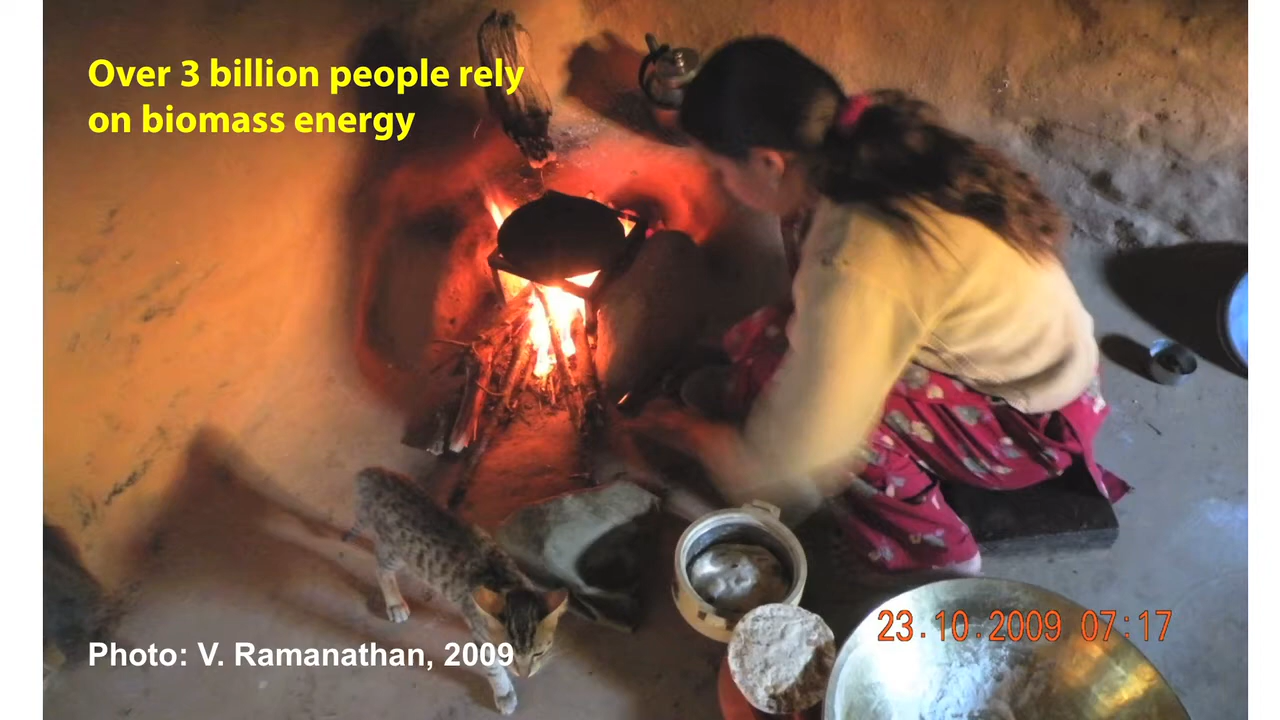 Over 3 billion people rely
on biomass energy
23.10.2009 07:17
Photo: V. Ramanathan, 2009